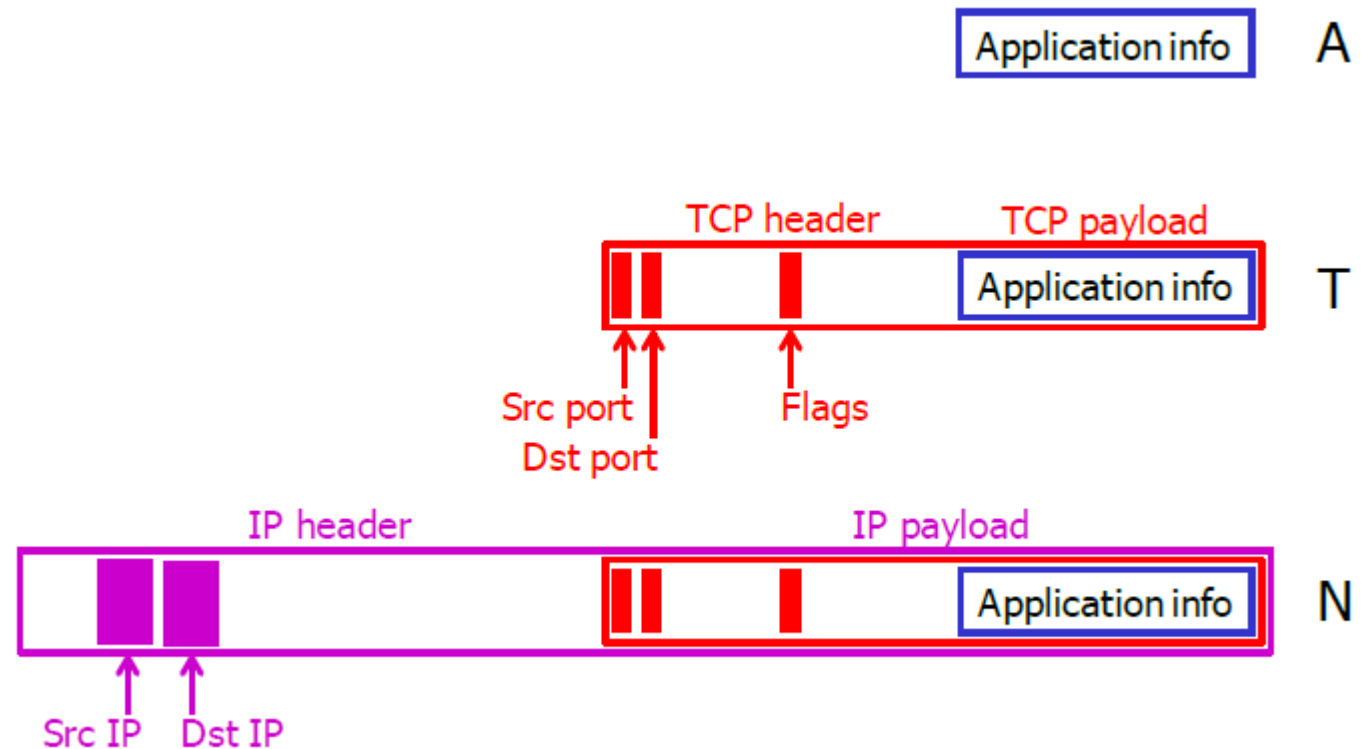 Application info A
TCP header TCP payload
Application info T
Src port Flags
Dst port
IP header IP payload
Application info N
Src IP Dst IP